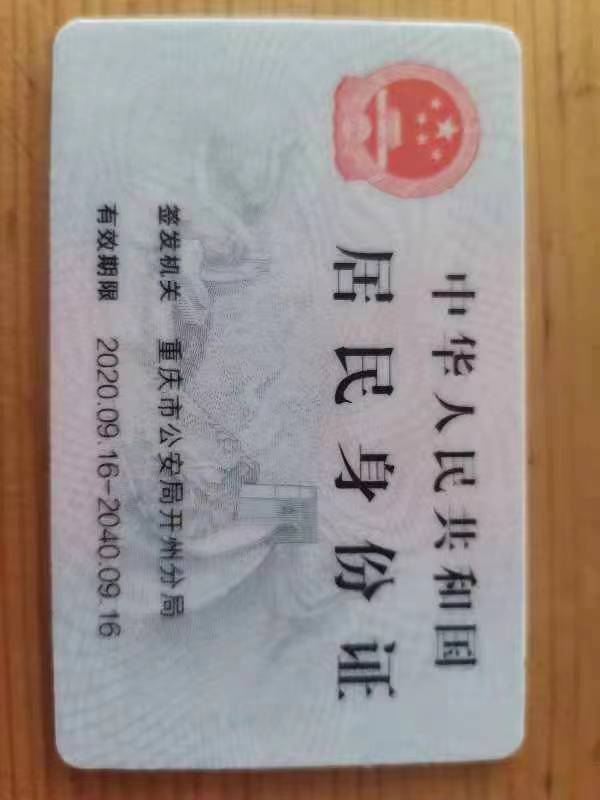 中华人民共和国
居民身份证
签发机关 重庆市公安局开州分局
有效期限 2020.09.16-2040.09.16